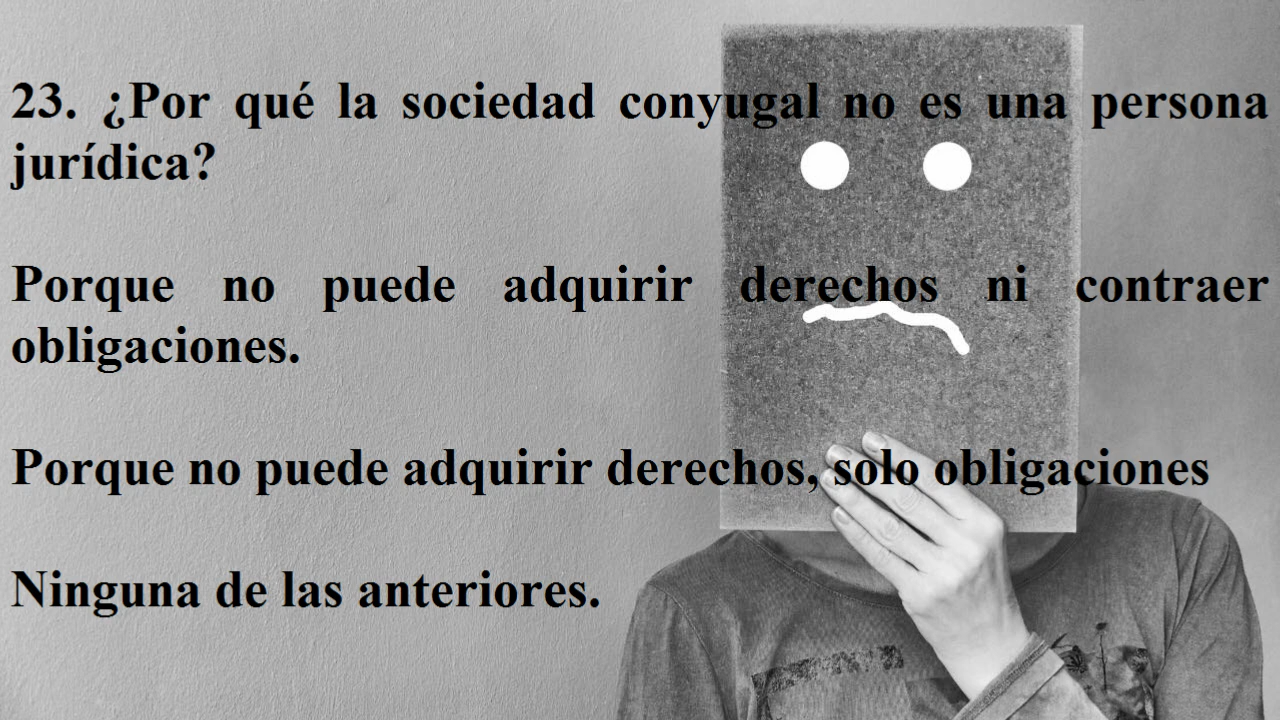 23. ¿Por qué la sociedad conyugal no es una persona
jurídica?
Porque no puede adquirir derechos ni contraer
obligaciones.
Porque no puede adquirir derechos, solo obligaciones
Ninguna de las anteriores.